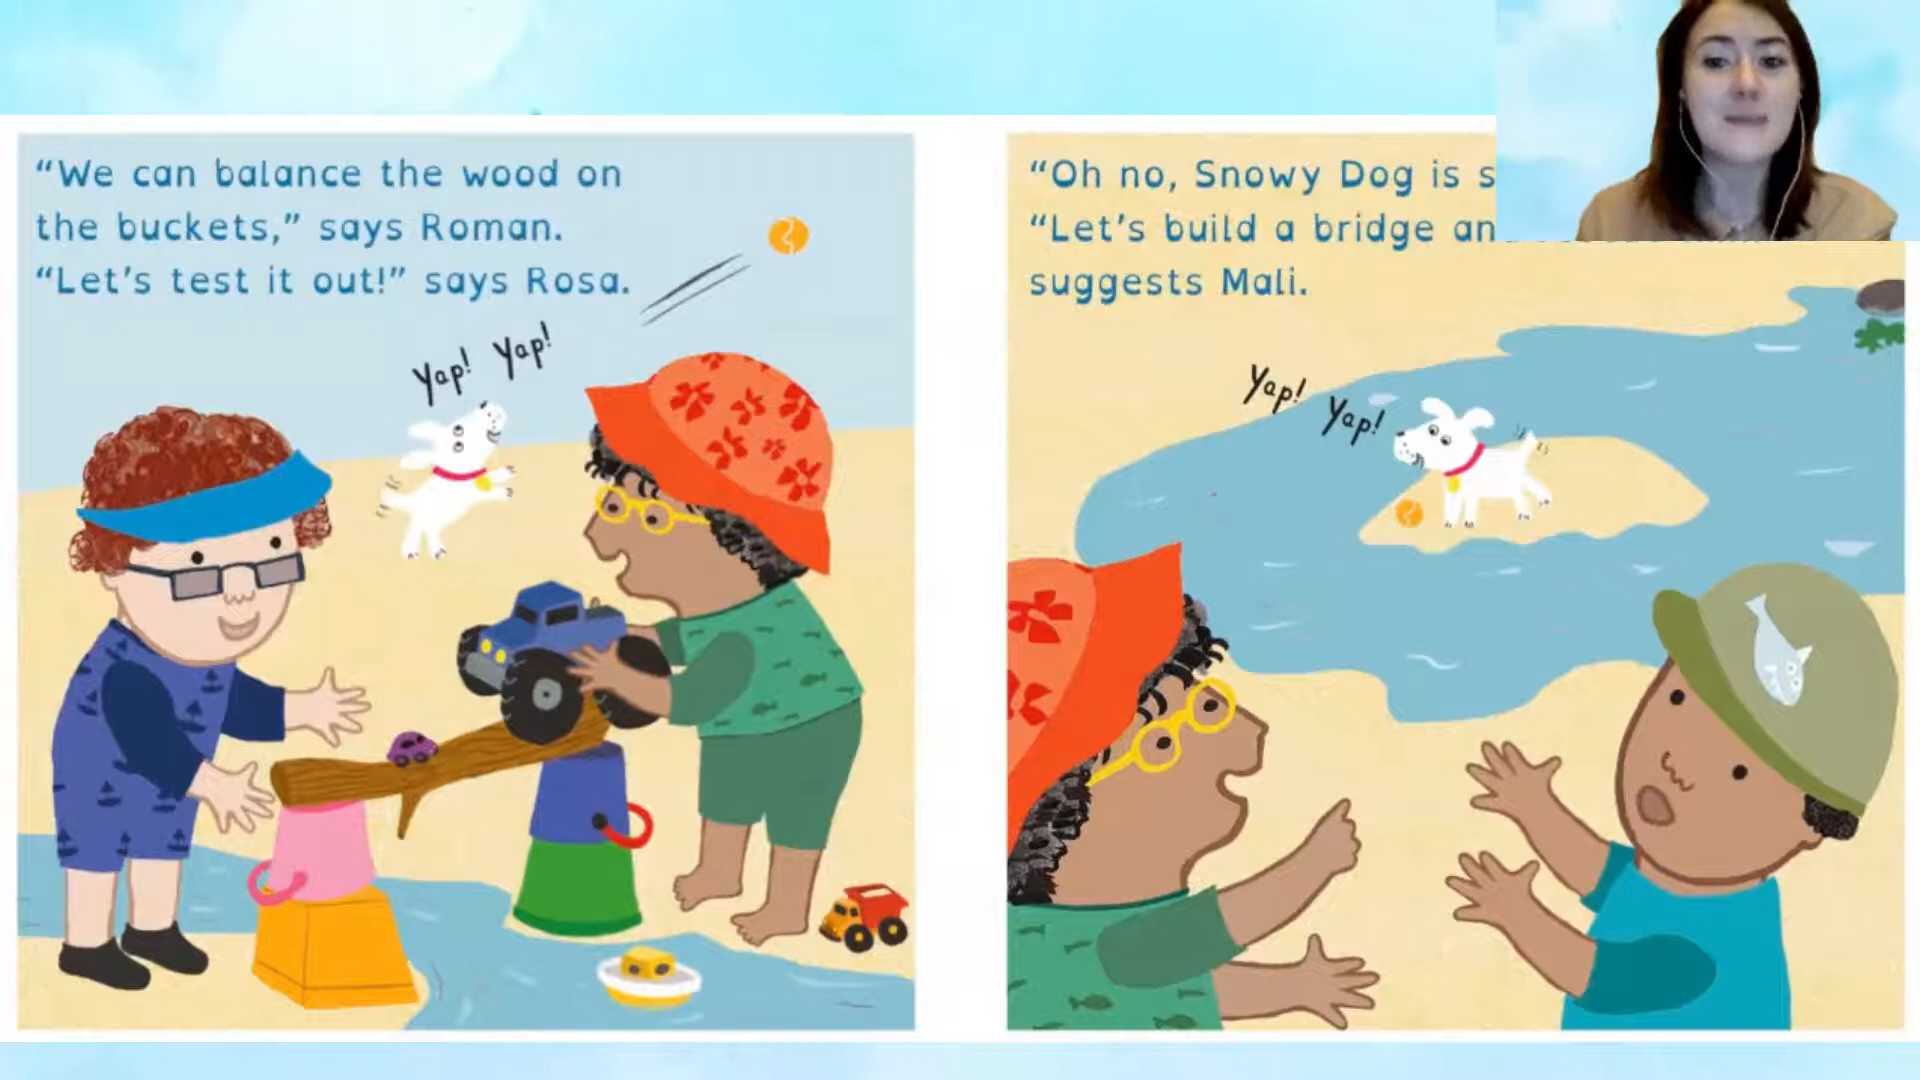 “We can balance the wood on
the buckets,” says Roman.
“Let’s test it out!” says Rosa.
Yap! Yap!
“Oh no, Snowy Dog is s
“Let’s build a bridge an
suggests Mali.
Yap! Yap!